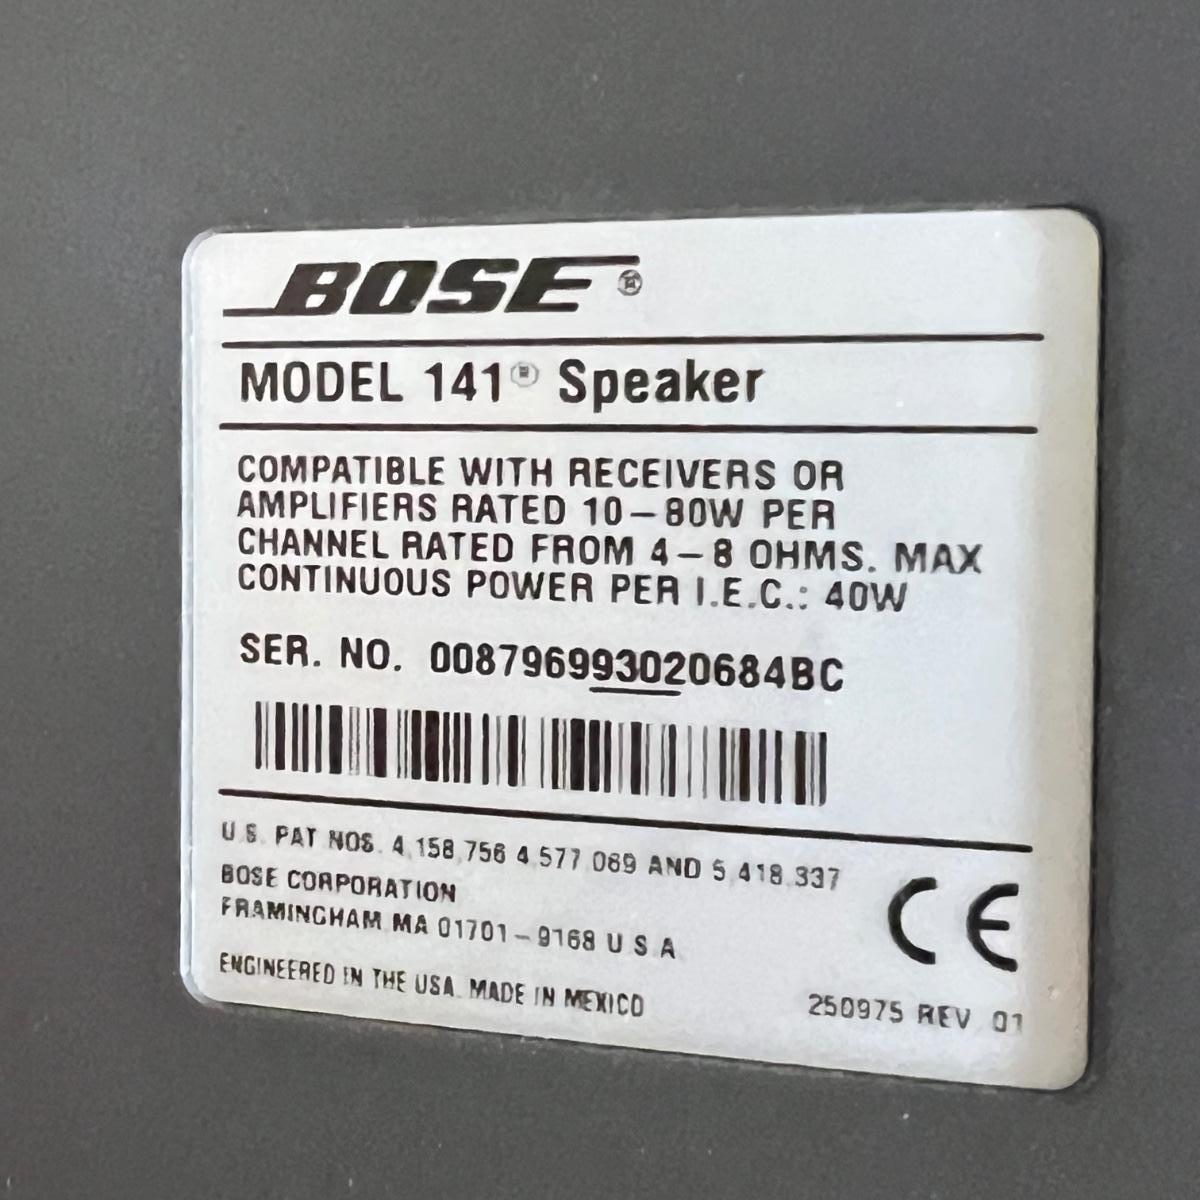 BOSE®
MODEL 141® Speaker
COMPATIBLE WITH RECEIVERS OR
AMPLIFIERS RATED 10-80W PER
CHANNEL RATED FROM 4-8 OHMS. MAX
CONTINUOUS POWER PER I.E.C.: 40W
SER. NO. 008796993020684BC
U.S. PAT NOS. 4,158,756 4,577,069 AND 5,418,337
BOSE CORPORATION
FRAMINGHAM MA 01701-9168 U S A
ENGINEERED IN THE USA. MADE IN MEXICO
CE
250975 REV 01